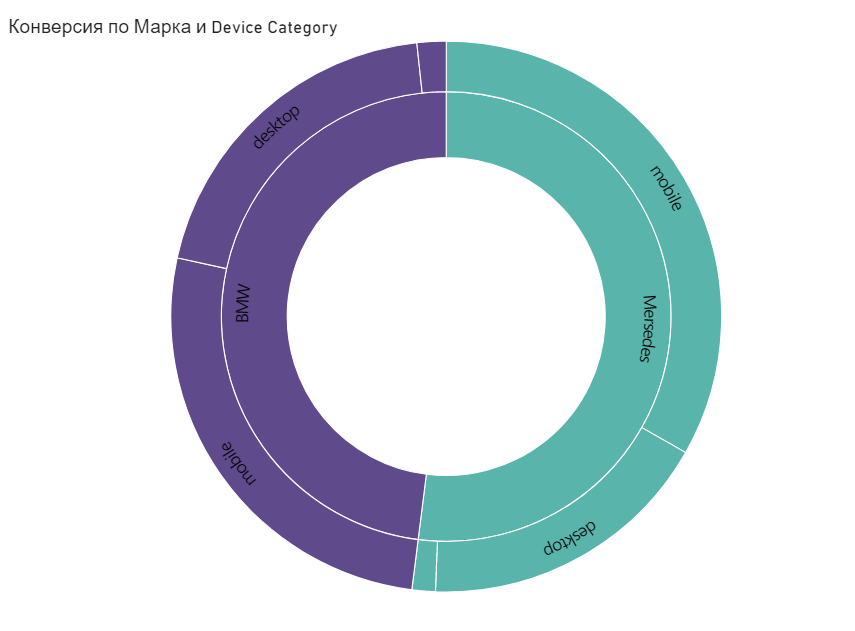 Конверсия по Марка и Device Category
desktop
mobile
BMW
Mersedes
mobile
desktop